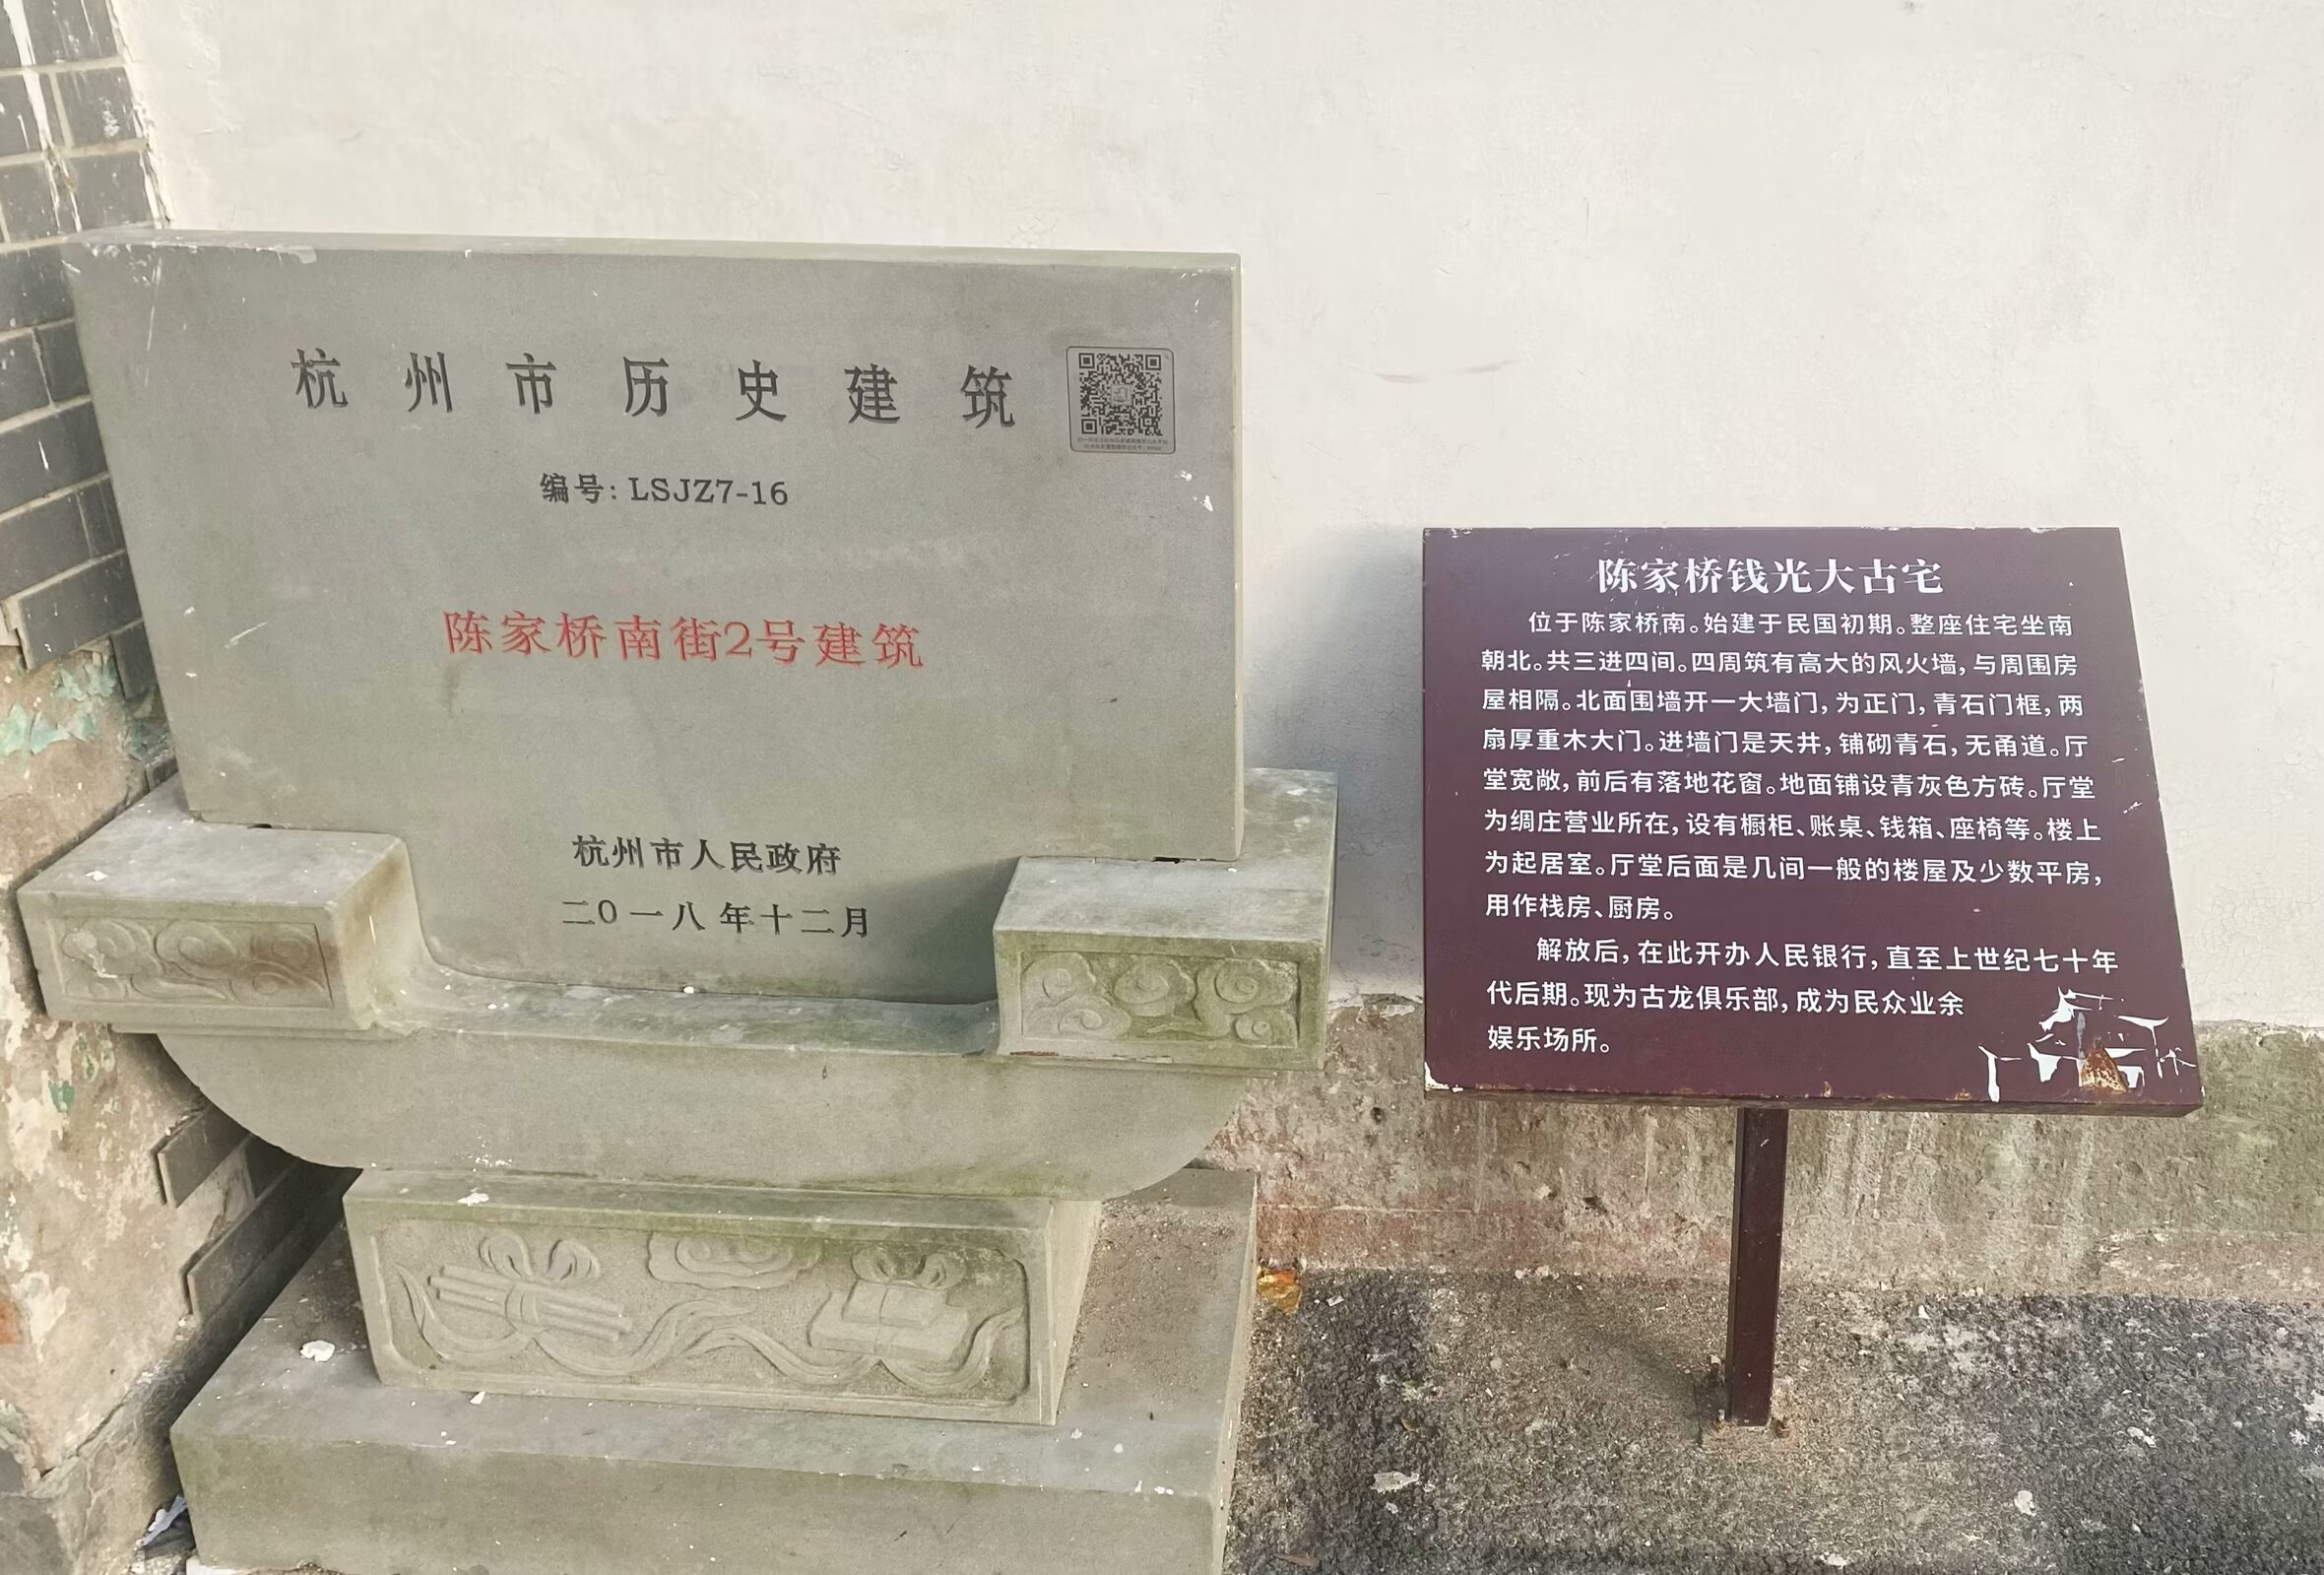 杭州市历史建筑
编号: LSJZ7-16
陈家桥南街2号建筑
杭州市人民政府
二0一八年十二月
陈家桥钱光大古宅
位于陈家桥南。始建于民国初期。整座住宅坐南
朝北。共三进四间。四周筑有高大的风火墙,与周围房
屋相隔。北面围墙开一大墙门,为正门,青石门框,两
扇厚重木大门。进墙门是天井,铺砌青石,无甬道。厅
堂宽敞,前后有落地花窗。地面铺设青灰色方砖。厅堂
为绸庄营业所在,设有橱柜、账桌、钱箱、座椅等。楼上
为起居室。厅堂后面是几间一般的楼屋及少数平房,
用作栈房、厨房。
解放后,在此开办人民银行,直至上世纪七十年
代后期。现为古龙俱乐部,成为民众业余
娱乐场所。